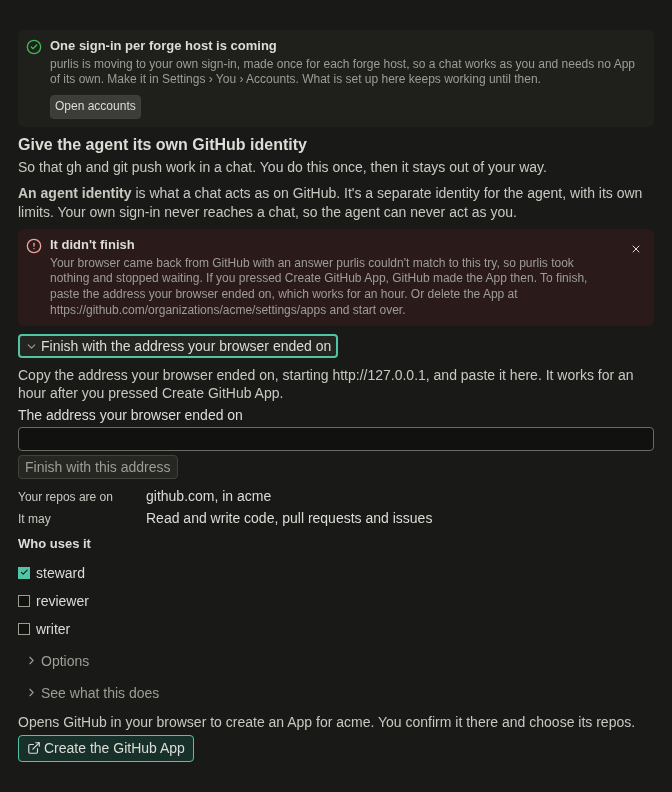 One sign-in per forge host is coming
purlis is moving to your own sign-in, made once for each forge host, so a chat works as you and needs no App
of its own. Make it in Settings › You › Accounts. What is set up here keeps working until then.
Open accounts
Give the agent its own GitHub identity
So that gh and git push work in a chat. You do this once, then it stays out of your way.
An agent identity is what a chat acts as on GitHub. It's a separate identity for the agent, with its own
limits. Your own sign-in never reaches a chat, so the agent can never act as you.
It didn't finish
Your browser came back from GitHub with an answer purlis couldn't match to this try, so purlis took
nothing and stopped waiting. If you pressed Create GitHub App, GitHub made the App then. To finish,
paste the address your browser ended on, which works for an hour. Or delete the App at
https://github.com/organizations/acme/settings/apps and start over.
Finish with the address your browser ended on
Copy the address your browser ended on, starting http://127.0.0.1, and paste it here. It works for an
hour after you pressed Create GitHub App.
The address your browser ended on
Finish with this address
Your repos are on github.com, in acme
It may Read and write code, pull requests and issues
Who uses it
steward
reviewer
writer
Options
See what this does
Opens GitHub in your browser to create an App for acme. You confirm it there and choose its repos.
Create the GitHub App